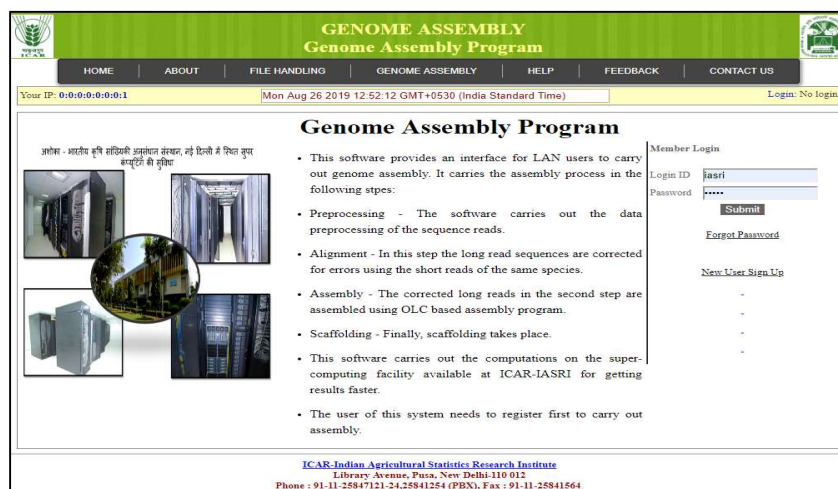 GENOME ASSEMBLY
Genome Assembly Program
ICAR
HOME
ABOUT
FILE HANDLING
GENOME ASSEMBLY
HELP
FEEDBACK
CONTACT US
Your IP: 0:0:0:0:0:0:0:1
Mon Aug 26 2019 12:52:12 GMT+0530 (India Standard Time)
Login: No login
अशोका - भारतीय कृषि सांख्यिकी अनुसंधान संस्थान, नई दिल्ली में स्थित सुपर
कंप्यूटिंग की सुविधा
Genome Assembly Program
• This software provides an interface for LAN users to carry
out genome assembly. It carries the assembly process in the
following stpes:
• Preprocessing - The software carries out the data
preprocessing of the sequence reads.
• Alignment - In this step the long read sequences are corrected
for errors using the short reads of the same species.
• Assembly - The corrected long reads in the second step are
assembled using OLC based assembly program.
• Scaffolding - Finally, scaffolding takes place.
• This software carries out the computations on the super-
computing facility available at ICAR-IASRI for getting
results faster.
• The user of this system needs to register first to carry out
assembly.
Member Login
Login ID iasri
Password •••••
Submit
Forgot Password
New User Sign Up
-
-
-
-
ICAR-Indian Agricultural Statistics Research Institute
Library Avenue, Pusa, New Delhi-110 012
Phone : 91-11-25847121-24,25841254 (PBX), Fax : 91-11-25841564